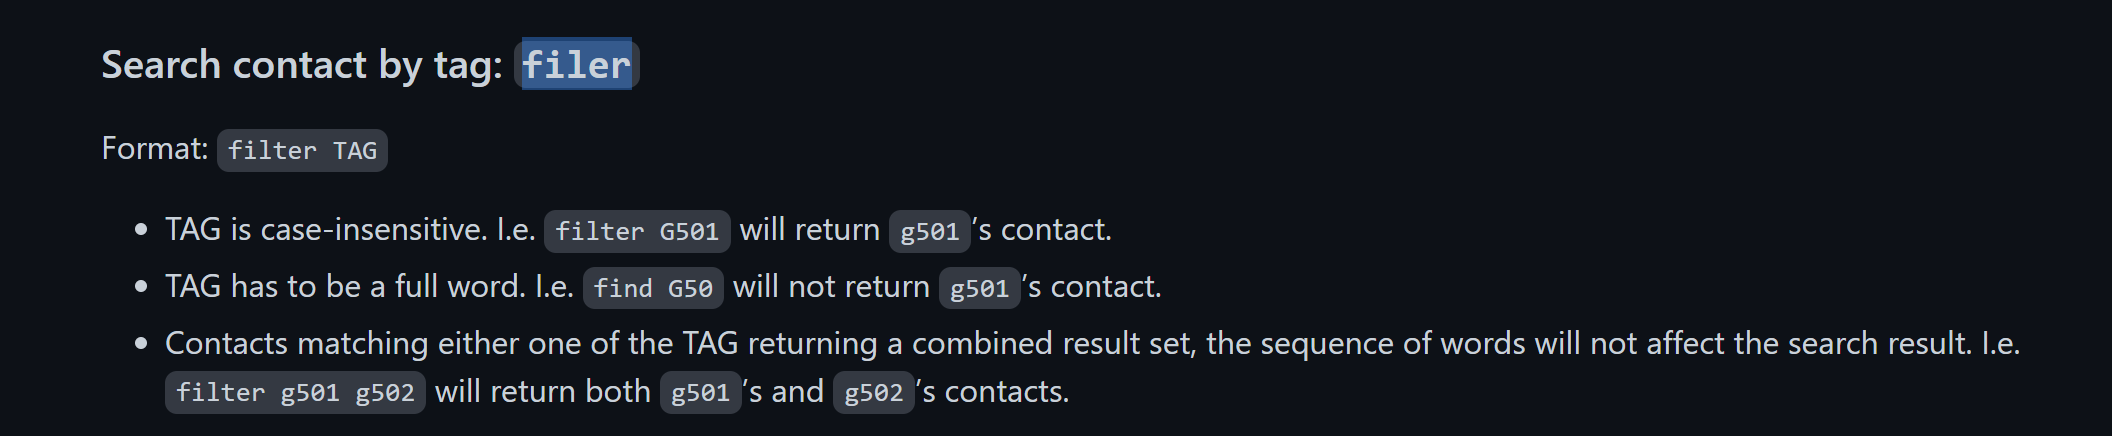 Search contact by tag: filer
Format: filter TAG
• TAG is case-insensitive. I.e. filter G501 will return g501's contact.
• TAG has to be a full word. I.e. find G50 will not return g501's contact.
• Contacts matching either one of the TAG returning a combined result set, the sequence of words will not affect the search result. I.e.
filter g501 g502 will return both g501's and g502's contacts.